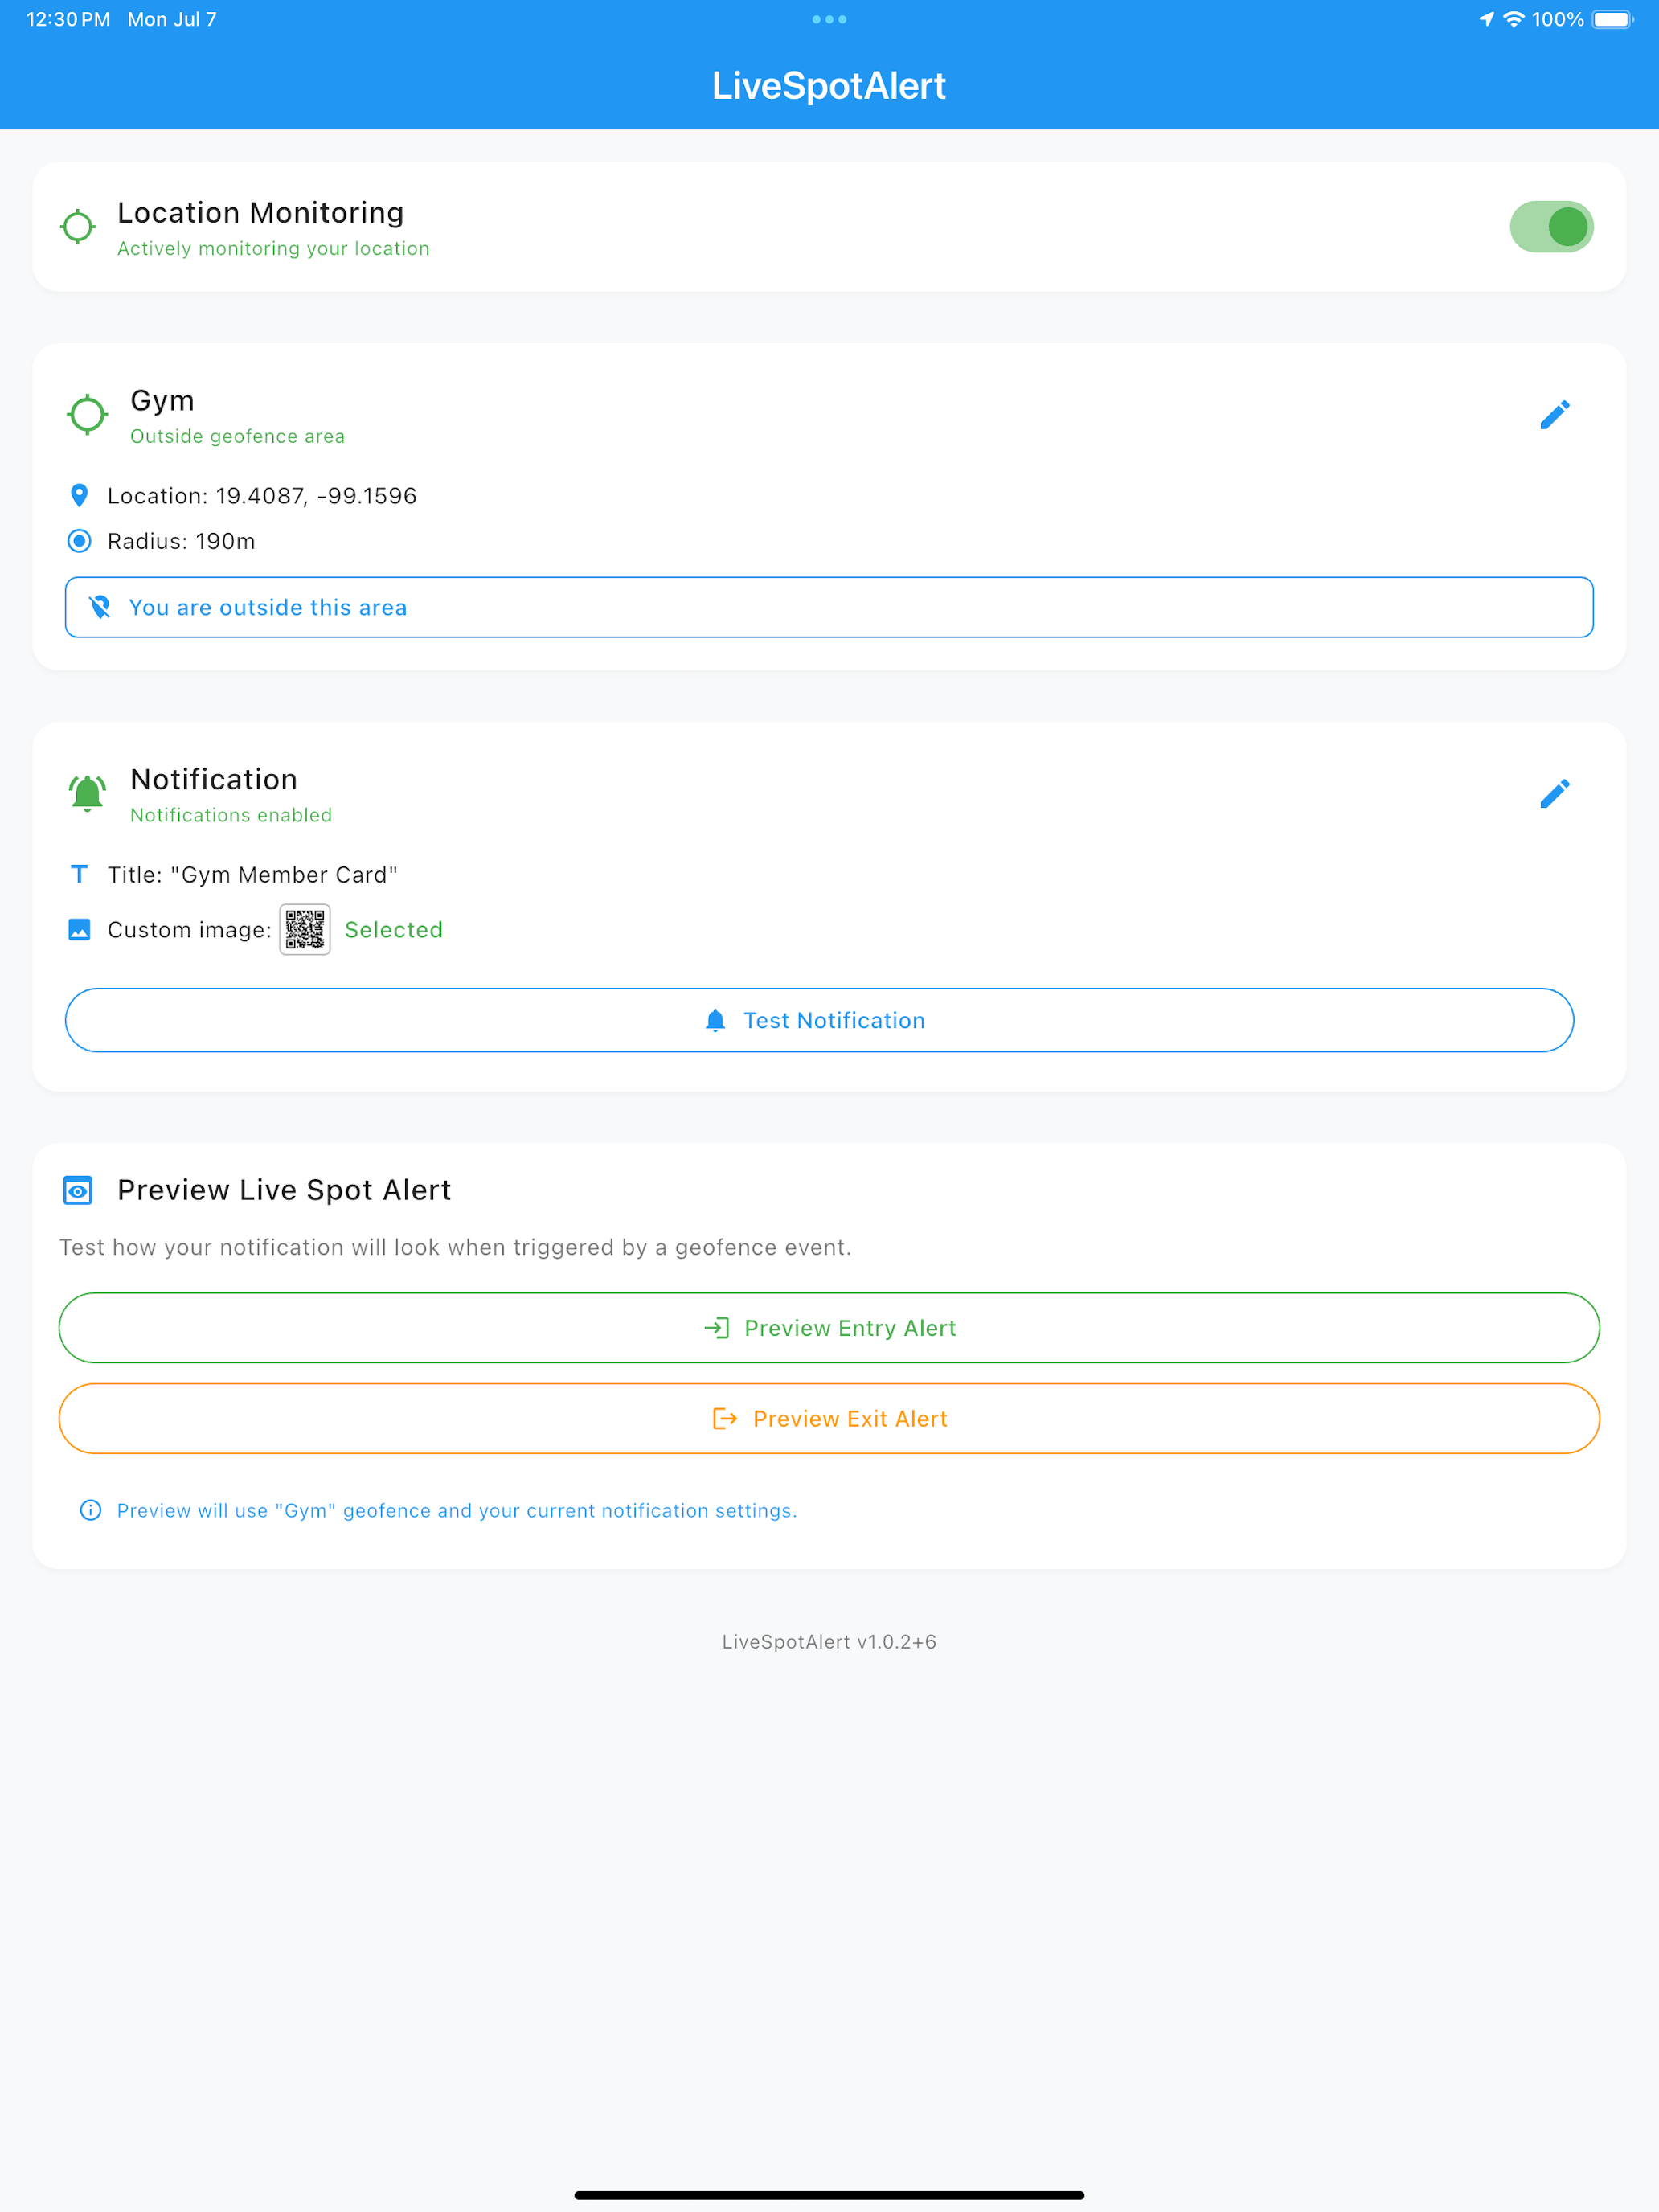 12:30 PM Mon Jul 7
100%
LiveSpotAlert
Location Monitoring
Actively monitoring your location
Gym
Outside geofence area
Location: 19.4087, -99.1596
Radius: 190m
You are outside this area
Notification
Notifications enabled
Title: "Gym Member Card"
Custom image: Selected
Test Notification
Preview Live Spot Alert
Test how your notification will look when triggered by a geofence event.
Preview Entry Alert
Preview Exit Alert
Preview will use "Gym" geofence and your current notification settings.
LiveSpotAlert v1.0.2+6